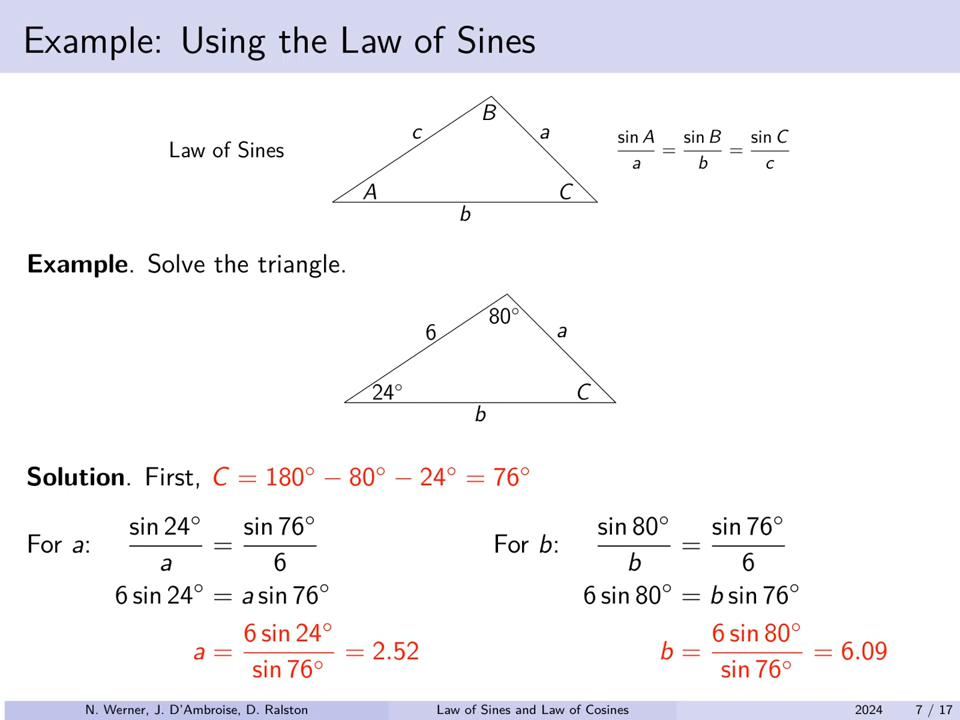 Example: Using the Law of Sines
B
c
a
Law of Sines
sin A / a = sin B / b = sin C / c
A
C
b
Example. Solve the triangle.
80°
6
a
24°
C
b
Solution. First, C = 180° − 80° − 24° = 76°
For a: sin 24° / a = sin 76° / 6
For b: sin 80° / b = sin 76° / 6
6 sin 24° = a sin 76°
6 sin 80° = b sin 76°
a = 6 sin 24° / sin 76° = 2.52
b = 6 sin 80° / sin 76° = 6.09
N. Werner, J. D'Ambroise, D. Ralston
Law of Sines and Law of Cosines
2024
7 / 17